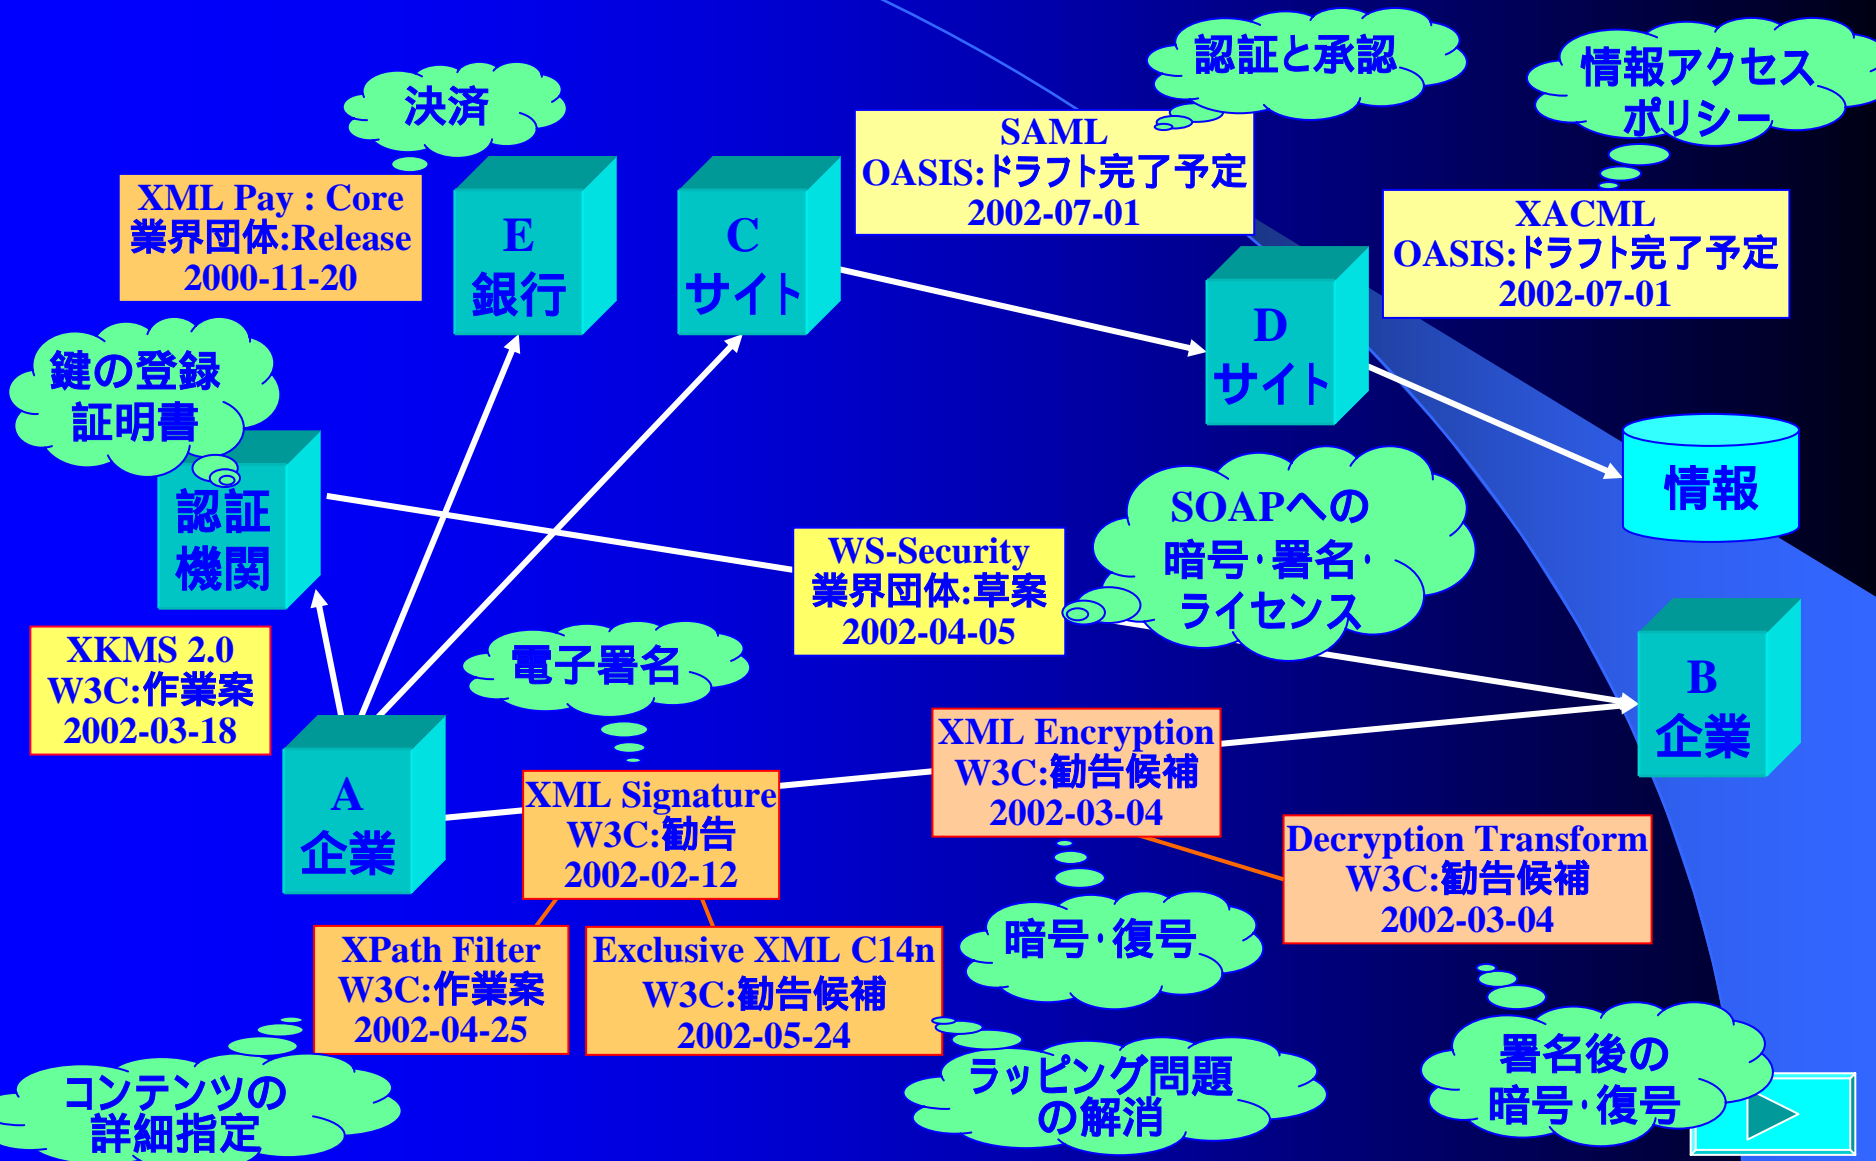 認証と承認
情報アクセス
ポリシー
決済
SAML
OASIS:ドラフト完了予定
2002-07-01
XML Pay : Core
業界団体:Release
2000-11-20
E
銀行
C
サイト
XACML
OASIS:ドラフト完了予定
2002-07-01
D
サイト
鍵の登録
証明書
認証
機関
情報
SOAPへの
暗号・署名・
ライセンス
WS-Security
業界団体:草案
2002-04-05
XKMS 2.0
W3C:作業案
2002-03-18
電子署名
B
企業
A
企業
XML Signature
W3C:勧告
2002-02-12
XML Encryption
W3C:勧告候補
2002-03-04
Decryption Transform
W3C:勧告候補
2002-03-04
XPath Filter
W3C:作業案
2002-04-25
Exclusive XML C14n
W3C:勧告候補
2002-05-24
暗号・復号
コンテンツの
詳細指定
ラッピング問題
の解消
署名後の
暗号・復号